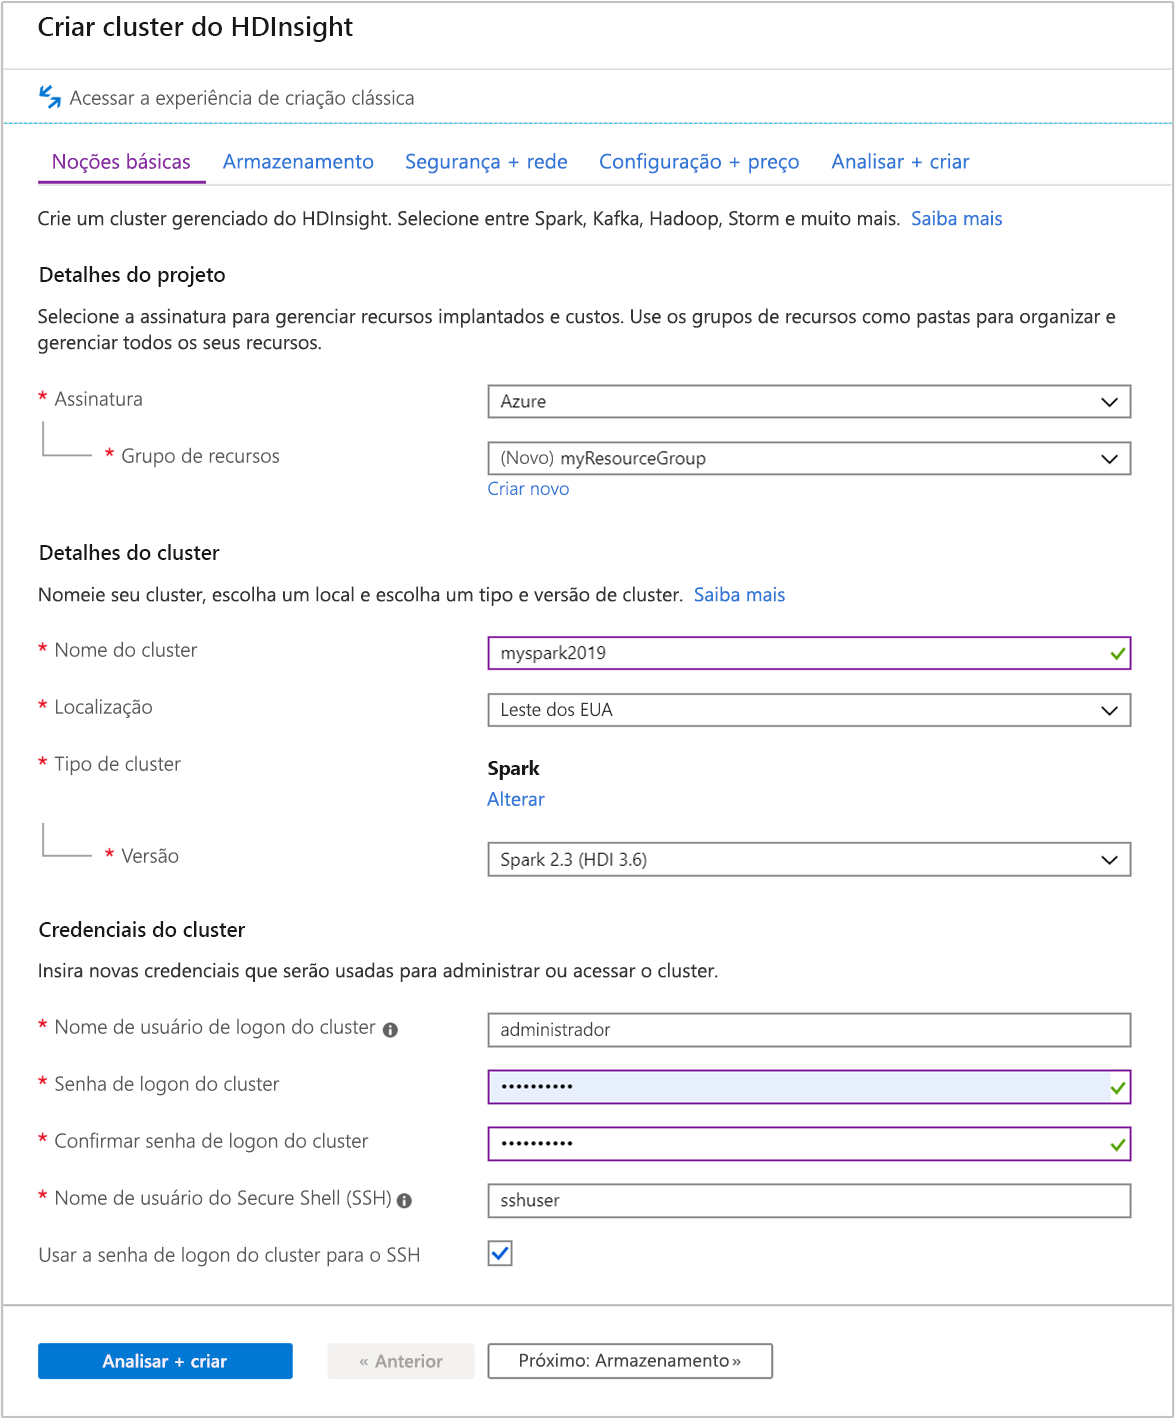 Criar cluster do HDInsight
Acessar a experiência de criação clássica
Noções básicas Armazenamento Segurança + rede Configuração + preço Analisar + criar
Crie um cluster gerenciado do HDInsight. Selecione entre Spark, Kafka, Hadoop, Storm e muito mais. Saiba mais
Detalhes do projeto
Selecione a assinatura para gerenciar recursos implantados e custos. Use os grupos de recursos como pastas para organizar e
gerenciar todos os seus recursos.
* Assinatura Azure
* Grupo de recursos (Novo) myResourceGroup
Criar novo
Detalhes do cluster
Nomeie seu cluster, escolha um local e escolha um tipo e versão de cluster. Saiba mais
* Nome do cluster myspark2019
* Localização Leste dos EUA
* Tipo de cluster Spark
Alterar
* Versão Spark 2.3 (HDI 3.6)
Credenciais do cluster
Insira novas credenciais que serão usadas para administrar ou acessar o cluster.
* Nome de usuário de logon do cluster administrador
* Senha de logon do cluster ••••••••••
* Confirmar senha de logon do cluster ••••••••••
* Nome de usuário do Secure Shell (SSH) sshuser
Usar a senha de logon do cluster para o SSH
Analisar + criar « Anterior Próximo: Armazenamento »